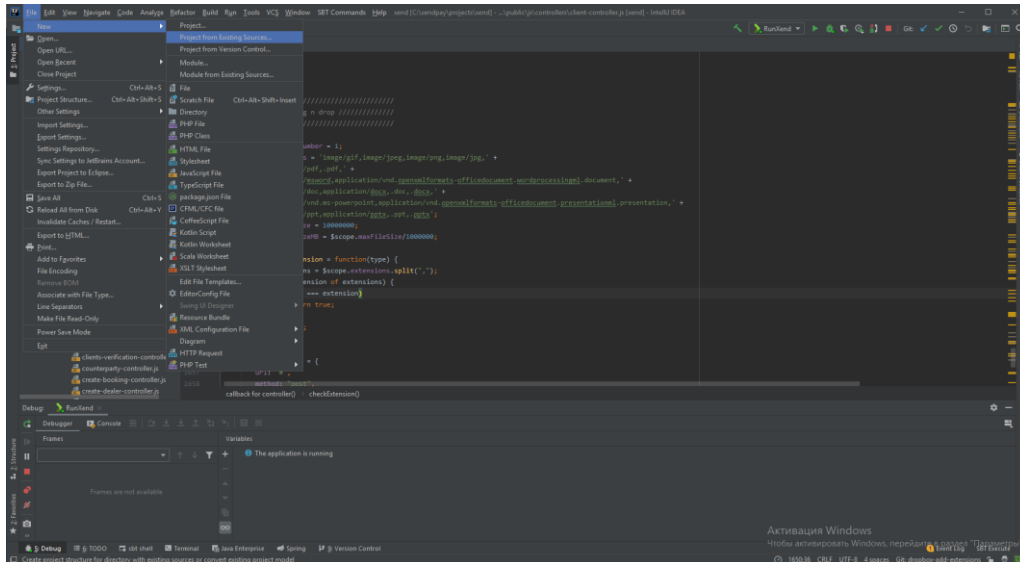 File Edit View Navigate Code Analyze Refactor Build Run Tools VCS Window SBT Commands Help send [C:\sendpay\projects\send] - ...\public\js\controllers\client-controller.js [send] - IntelliJ IDEA
New
Open...
Open URL...
Open Recent
Close Project
Settings... Ctrl+Alt+S
Project Structure... Ctrl+Alt+Shift+S
Other Settings
Import Settings...
Export Settings...
Settings Repository...
Sync Settings to JetBrains Account...
Export Project to Eclipse...
Export to Zip File...
Save All Ctrl+S
Reload All from Disk Ctrl+Alt+Y
Invalidate Caches / Restart...
Export to HTML...
Print...
Add to Favorites
File Encoding
Remove BOM
Associate with File Type...
Line Separators
Make File Read-Only
Power Save Mode
Exit
Project...
Project from Existing Sources...
Project from Version Control...
Module...
Module from Existing Sources...
File
Scratch File Ctrl+Alt+Shift+Insert
Directory
PHP File
PHP Class
HTML File
Stylesheet
JavaScript File
TypeScript File
package.json File
CFML/CFC file
CoffeeScript File
Kotlin Script
Kotlin Worksheet
Scala Worksheet
XSLT Stylesheet
Edit File Templates...
EditorConfig File
Swing UI Designer
Resource Bundle
XML Configuration File
Diagram
HTTP Request
PHP Test
RunXend
Git:
Project
///////////////////////
g n drop /////////////
///////////////////////
umber = 1;
s = 'image/gif,image/jpeg,image/png,image/jpg,' +
/pdf,.pdf,' +
/msword,application/vnd.openxmlformats-officedocument.wordprocessingml.document,' +
/doc,application/docx,.doc,.docx,' +
/vnd.ms-powerpoint,application/vnd.openxmlformats-officedocument.presentationml.presentation,' +
/ppt,application/pptx,.ppt,.pptx';
ze = 10000000;
zeMB = $scope.maxFileSize/1000000;
ension = function(type) {
ns = $scope.extensions.split(",");
ension of extensions) {
=== extension)
rn true;
;
= {
url: "#",
1058 method: "post",
clients-verification-controlle
counterparty-controller.js
create-booking-controller.js
create-dealer-controller.js
callback for controller() checkExtension()
Debug: RunXend
Debugger Console
Frames
Variables
The application is running
Frames are not available
Z: Structure
2: Favorites
5: Debug 6: TODO sbt shell Terminal Java Enterprise Spring 9: Version Control
Event Log SBT Execute
Активация Windows
Чтобы активировать Windows, перейдите в раздел "Параметры
Create project structure for directory with existing sources or convert existing project model
1650:36 CRLF UTF-8 4 spaces Git: dropbox-add-extensions